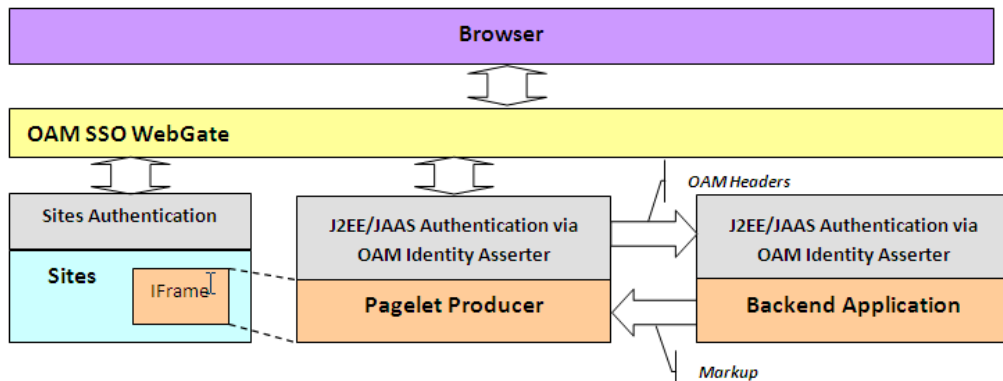 Browser
OAM SSO WebGate
OAM Headers
Sites Authentication
J2EE/JAAS Authentication via
OAM Identity Asserter
J2EE/JAAS Authentication via
OAM Identity Asserter
Sites
IFrame
Pagelet Producer
Backend Application
Markup